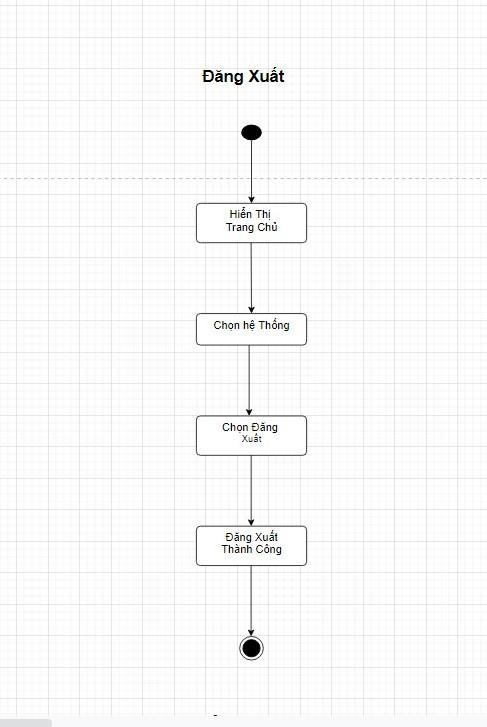 Đăng Xuất
Hiển Thị
Trang Chủ
Chọn hệ Thống
Chọn Đăng
Xuất
Đăng Xuất
Thành Công